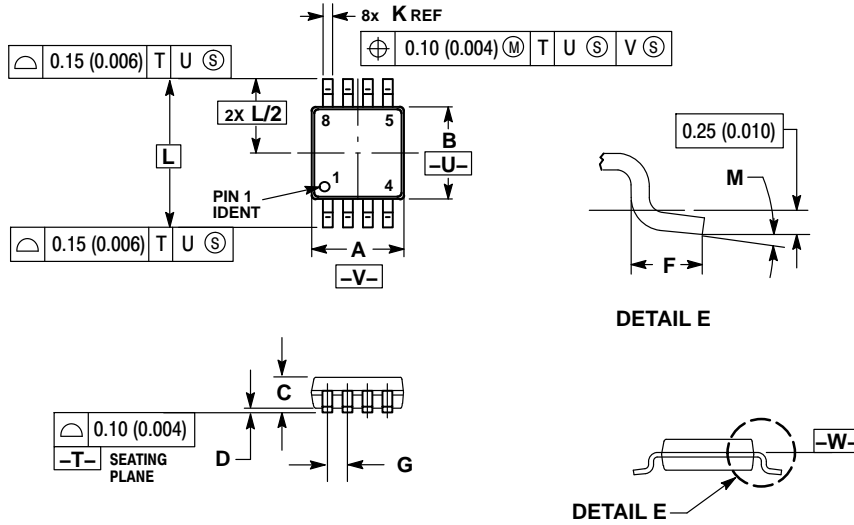 8x K REF
⌖ 0.10 (0.004) Ⓜ T U Ⓢ V Ⓢ
⌓ 0.15 (0.006) T U Ⓢ
2X L/2
L
8 5
1 4
B
–U–
PIN 1
IDENT
⌓ 0.15 (0.006) T U Ⓢ
A
–V–
0.25 (0.010)
M
F
DETAIL E
C
⌓ 0.10 (0.004)
–T– SEATING
PLANE
D
G
–W–
DETAIL E